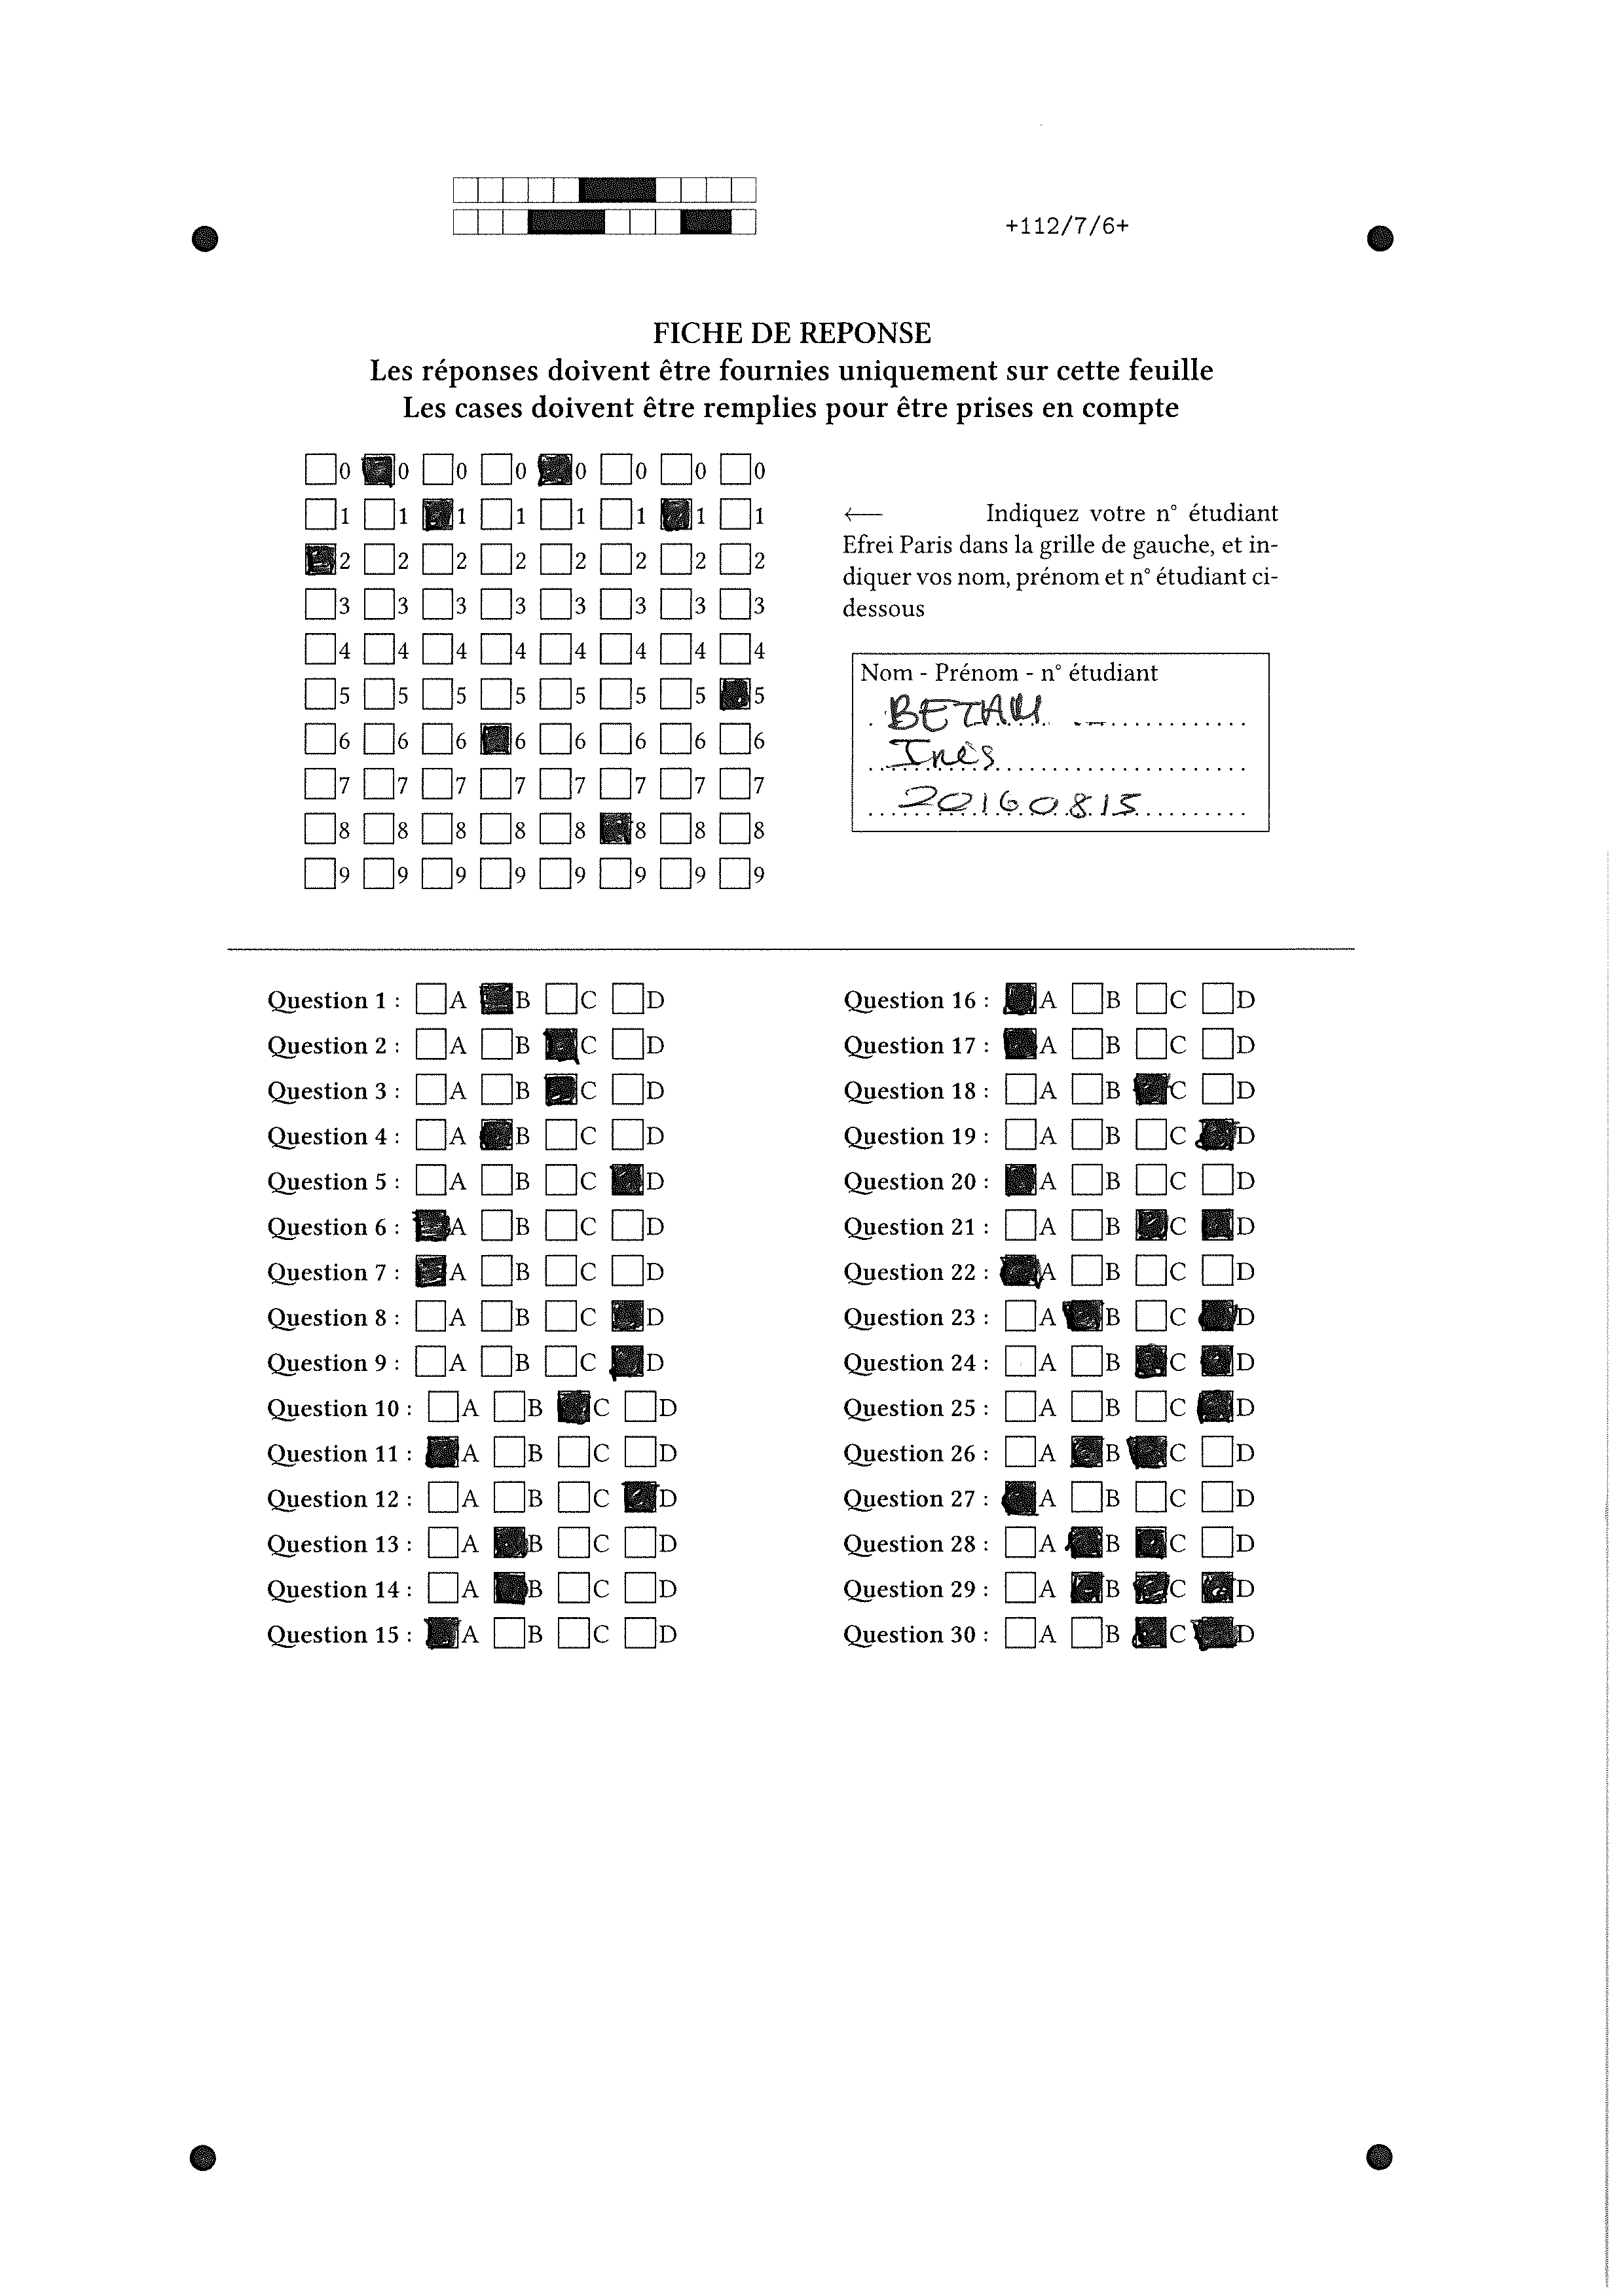 +112/7/6+
FICHE DE REPONSE
Les réponses doivent être fournies uniquement sur cette feuille
Les cases doivent être remplies pour être prises en compte
0 0 0 0 0 0 0 0
1 1 1 1 1 1 1 1
2 2 2 2 2 2 2 2
3 3 3 3 3 3 3 3
4 4 4 4 4 4 4 4
5 5 5 5 5 5 5 5
6 6 6 6 6 6 6 6
7 7 7 7 7 7 7 7
8 8 8 8 8 8 8 8
9 9 9 9 9 9 9 9
← Indiquez votre n° étudiant
Efrei Paris dans la grille de gauche, et in-
diquer vos nom, prénom et n° étudiant ci-
dessous
Nom - Prénom - n° étudiant
Inès
20160815
Question 1 : A B C D
Question 2 : A B C D
Question 3 : A B C D
Question 4 : A B C D
Question 5 : A B C D
Question 6 : A B C D
Question 7 : A B C D
Question 8 : A B C D
Question 9 : A B C D
Question 10 : A B C D
Question 11 : A B C D
Question 12 : A B C D
Question 13 : A B C D
Question 14 : A B C D
Question 15 : A B C D
Question 16 : A B C D
Question 17 : A B C D
Question 18 : A B C D
Question 19 : A B C D
Question 20 : A B C D
Question 21 : A B C D
Question 22 : A B C D
Question 23 : A B C D
Question 24 : A B C D
Question 25 : A B C D
Question 26 : A B C D
Question 27 : A B C D
Question 28 : A B C D
Question 29 : A B C D
Question 30 : A B C D